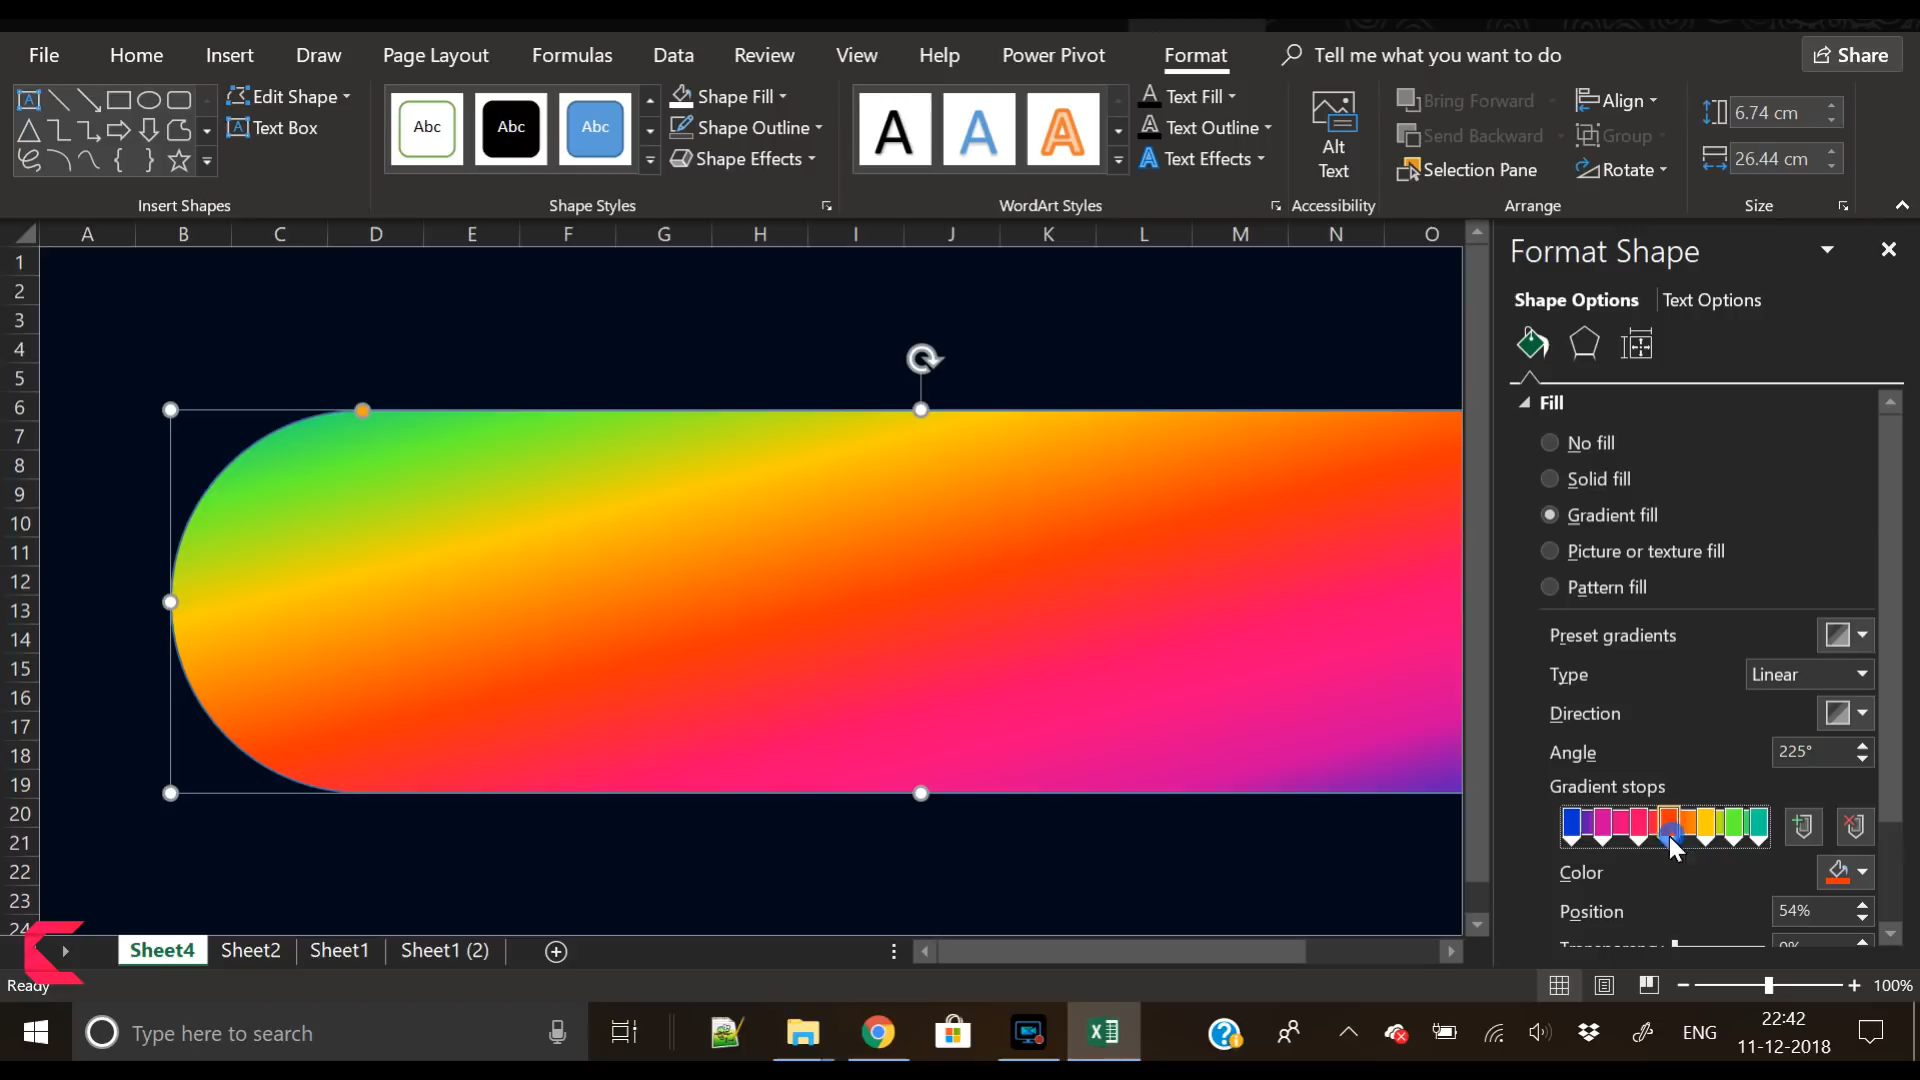 File Home Insert Draw Page Layout Formulas Data Review View Help Power Pivot Format Tell me what you want to do Share
Edit Shape
Text Box
Insert Shapes
Abc Abc Abc
Shape Fill
Shape Outline
Shape Effects
Shape Styles
A A A
Text Fill
Text Outline
Text Effects
WordArt Styles
Alt
Text
Accessibility
Bring Forward
Send Backward
Selection Pane
Align
Group
Rotate
Arrange
6.74 cm
26.44 cm
Size
A B C D E F G H I J K L M N O
1
2
3
4
5
6
7
8
9
10
11
12
13
14
15
16
17
18
19
20
21
22
23
24
Format Shape
Shape Options Text Options
Fill
No fill
Solid fill
Gradient fill
Picture or texture fill
Pattern fill
Preset gradients
Type Linear
Direction
Angle 225°
Gradient stops
Color
Position 54%
Transparency 0%
Sheet4 Sheet2 Sheet1 Sheet1 (2)
Ready
100%
Type here to search
ENG
22:42
11-12-2018